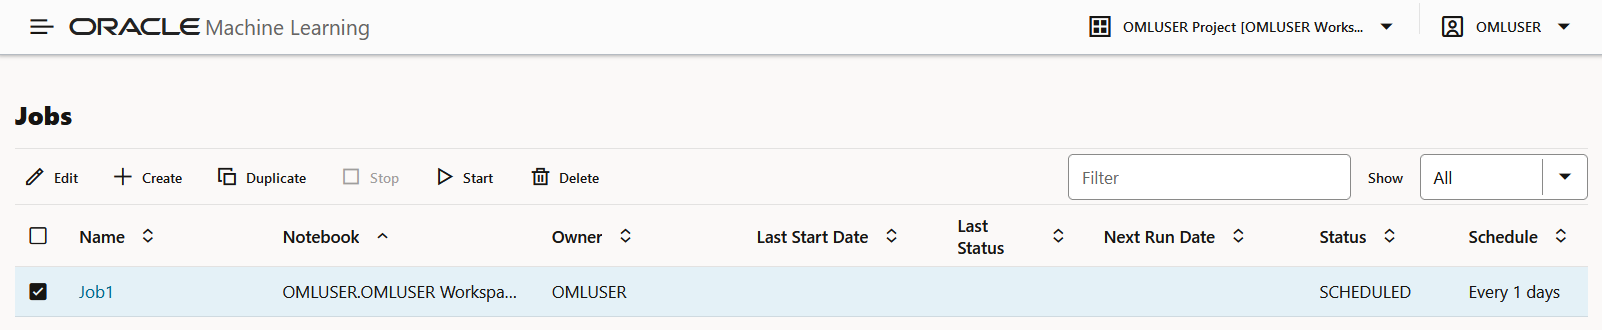 ORACLE Machine Learning
OMLUSER Project [OMLUSER Works...
OMLUSER
Jobs
Edit
Create
Duplicate
Stop
Start
Delete
Filter
Show
All
Name
Notebook
Owner
Last Start Date
Last
Status
Next Run Date
Status
Schedule
Job1
OMLUSER.OMLUSER Workspa...
OMLUSER
SCHEDULED
Every 1 days